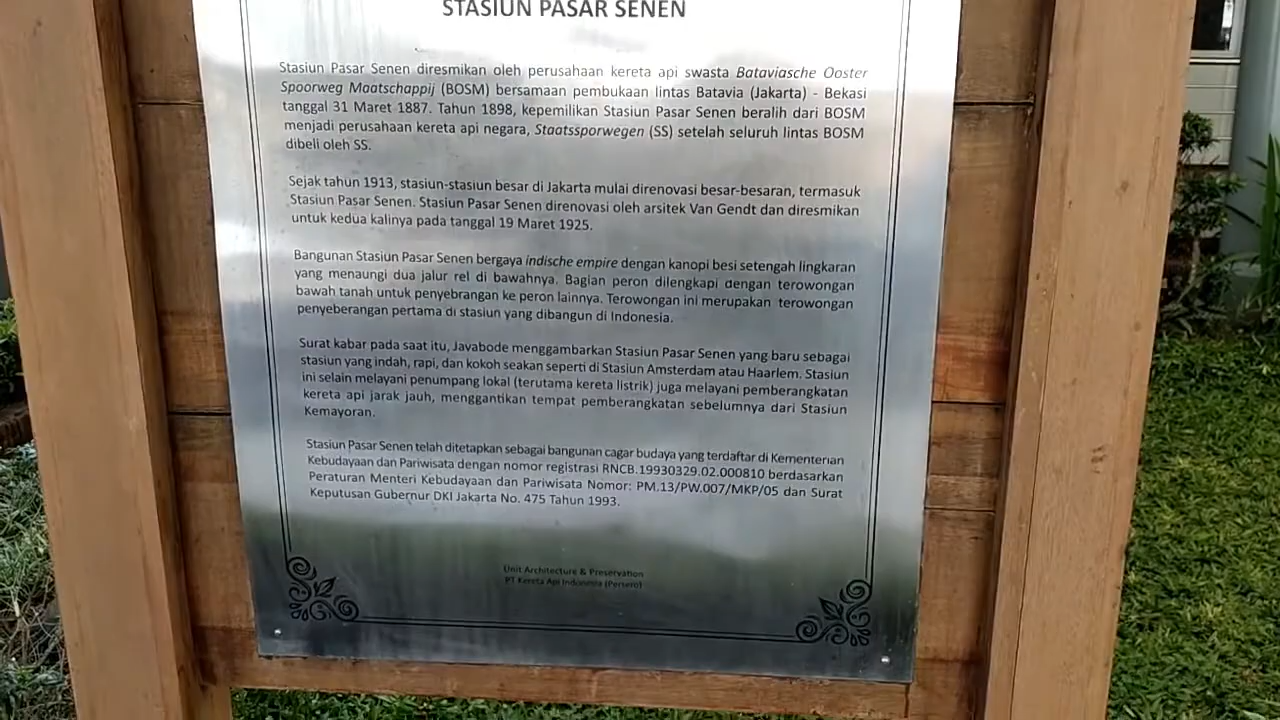 STASIUN PASAR SENEN
Stasiun Pasar Senen diresmikan oleh perusahaan kereta api swasta Bataviasche Ooster
Spoorweg Maatschappij (BOSM) bersamaan pembukaan lintas Batavia (Jakarta) - Bekasi
tanggal 31 Maret 1887. Tahun 1898, kepemilikan Stasiun Pasar Senen beralih dari BOSM
menjadi perusahaan kereta api negara, Staatssporwegen (SS) setelah seluruh lintas BOSM
dibeli oleh SS.
Sejak tahun 1913, stasiun-stasiun besar di Jakarta mulai direnovasi besar-besaran, termasuk
Stasiun Pasar Senen. Stasiun Pasar Senen direnovasi oleh arsitek Van Gendt dan diresmikan
untuk kedua kalinya pada tanggal 19 Maret 1925.
Bangunan Stasiun Pasar Senen bergaya indische empire dengan kanopi besi setengah lingkaran
yang menaungi dua jalur rel di bawahnya. Bagian peron dilengkapi dengan terowongan
bawah tanah untuk penyebrangan ke peron lainnya. Terowongan ini merupakan terowongan
penyeberangan pertama di stasiun yang dibangun di Indonesia.
Surat kabar pada saat itu, Javabode menggambarkan Stasiun Pasar Senen yang baru sebagai
stasiun yang indah, rapi, dan kokoh seakan seperti di Stasiun Amsterdam atau Haarlem. Stasiun
ini selain melayani penumpang lokal (terutama kereta listrik) juga melayani pemberangkatan
kereta api jarak jauh, menggantikan tempat pemberangkatan sebelumnya dari Stasiun
Kemayoran.
Stasiun Pasar Senen telah ditetapkan sebagai bangunan cagar budaya yang terdaftar di Kementerian
Kebudayaan dan Pariwisata dengan nomor registrasi RNCB.19930329.02.000810 berdasarkan
Peraturan Menteri Kebudayaan dan Pariwisata Nomor: PM.13/PW.007/MKP/05 dan Surat
Keputusan Gubernur DKI Jakarta No. 475 Tahun 1993.
Unit Architecture & Preservation
PT Kereta Api Indonesia (Persero)